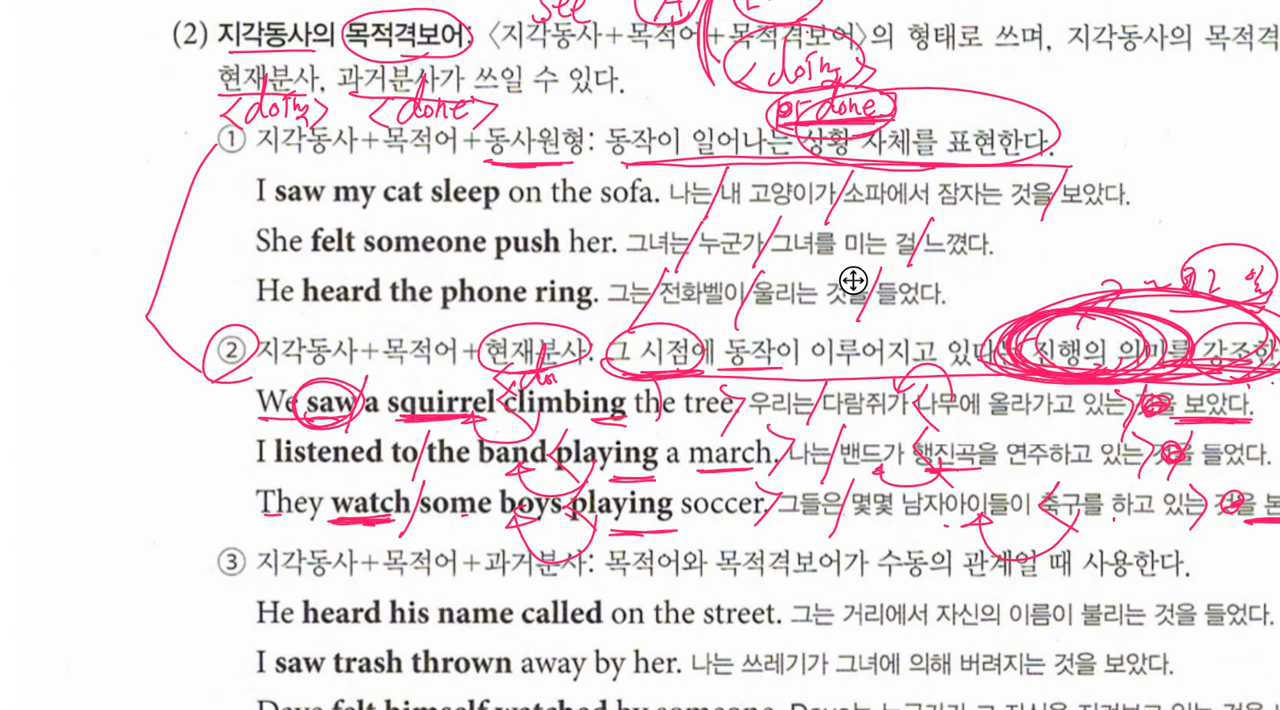 see
(2) 지각동사의 목적격보어: 〈지각동사+목적어+목적격보어〉의 형태로 쓰며, 지각동사의 목적격
<doing>
현재분사, 과거분사가 쓰일 수 있다.
<doing> <done> or done
① 지각동사+목적어+동사원형: 동작이 일어나는 상황 자체를 표현한다.
I saw my cat sleep on the sofa. 나는 내 고양이가 소파에서 잠자는 것을 보았다.
She felt someone push her. 그녀는 누군가 그녀를 미는 걸 느꼈다.
He heard the phone ring. 그는 전화벨이 울리는 것을 들었다.
② 지각동사+목적어+현재분사: 그 시점에 동작이 이루어지고 있다는 진행의 의미를 강조한
We saw a squirrel climbing the tree. 우리는 다람쥐가 나무에 올라가고 있는 것을 보았다.
I listened to the band playing a march. 나는 밴드가 행진곡을 연주하고 있는 것을 들었다.
They watch some boys playing soccer. 그들은 몇몇 남자아이들이 축구를 하고 있는 것을 본
③ 지각동사+목적어+과거분사: 목적어와 목적격보어가 수동의 관계일 때 사용한다.
He heard his name called on the street. 그는 거리에서 자신의 이름이 불리는 것을 들었다.
I saw trash thrown away by her. 나는 쓰레기가 그녀에 의해 버려지는 것을 보았다.
Dave felt himself watched by someone.